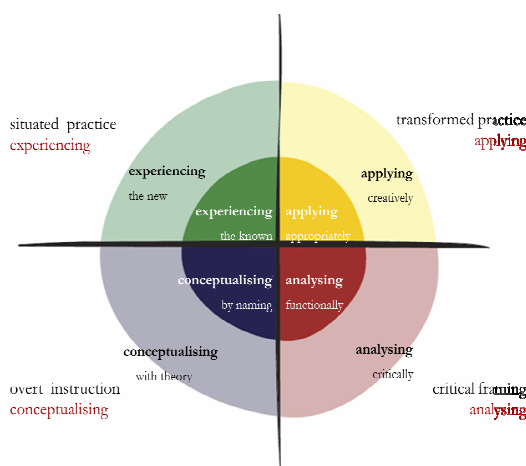 situated practice
experiencing
transformed practice
applying
experiencing
the new
applying
creatively
experiencing
the known
applying
appropriately
conceptualising
by naming
analysing
functionally
conceptualising
with theory
analysing
critically
overt instruction
conceptualising
critical framing
analysing